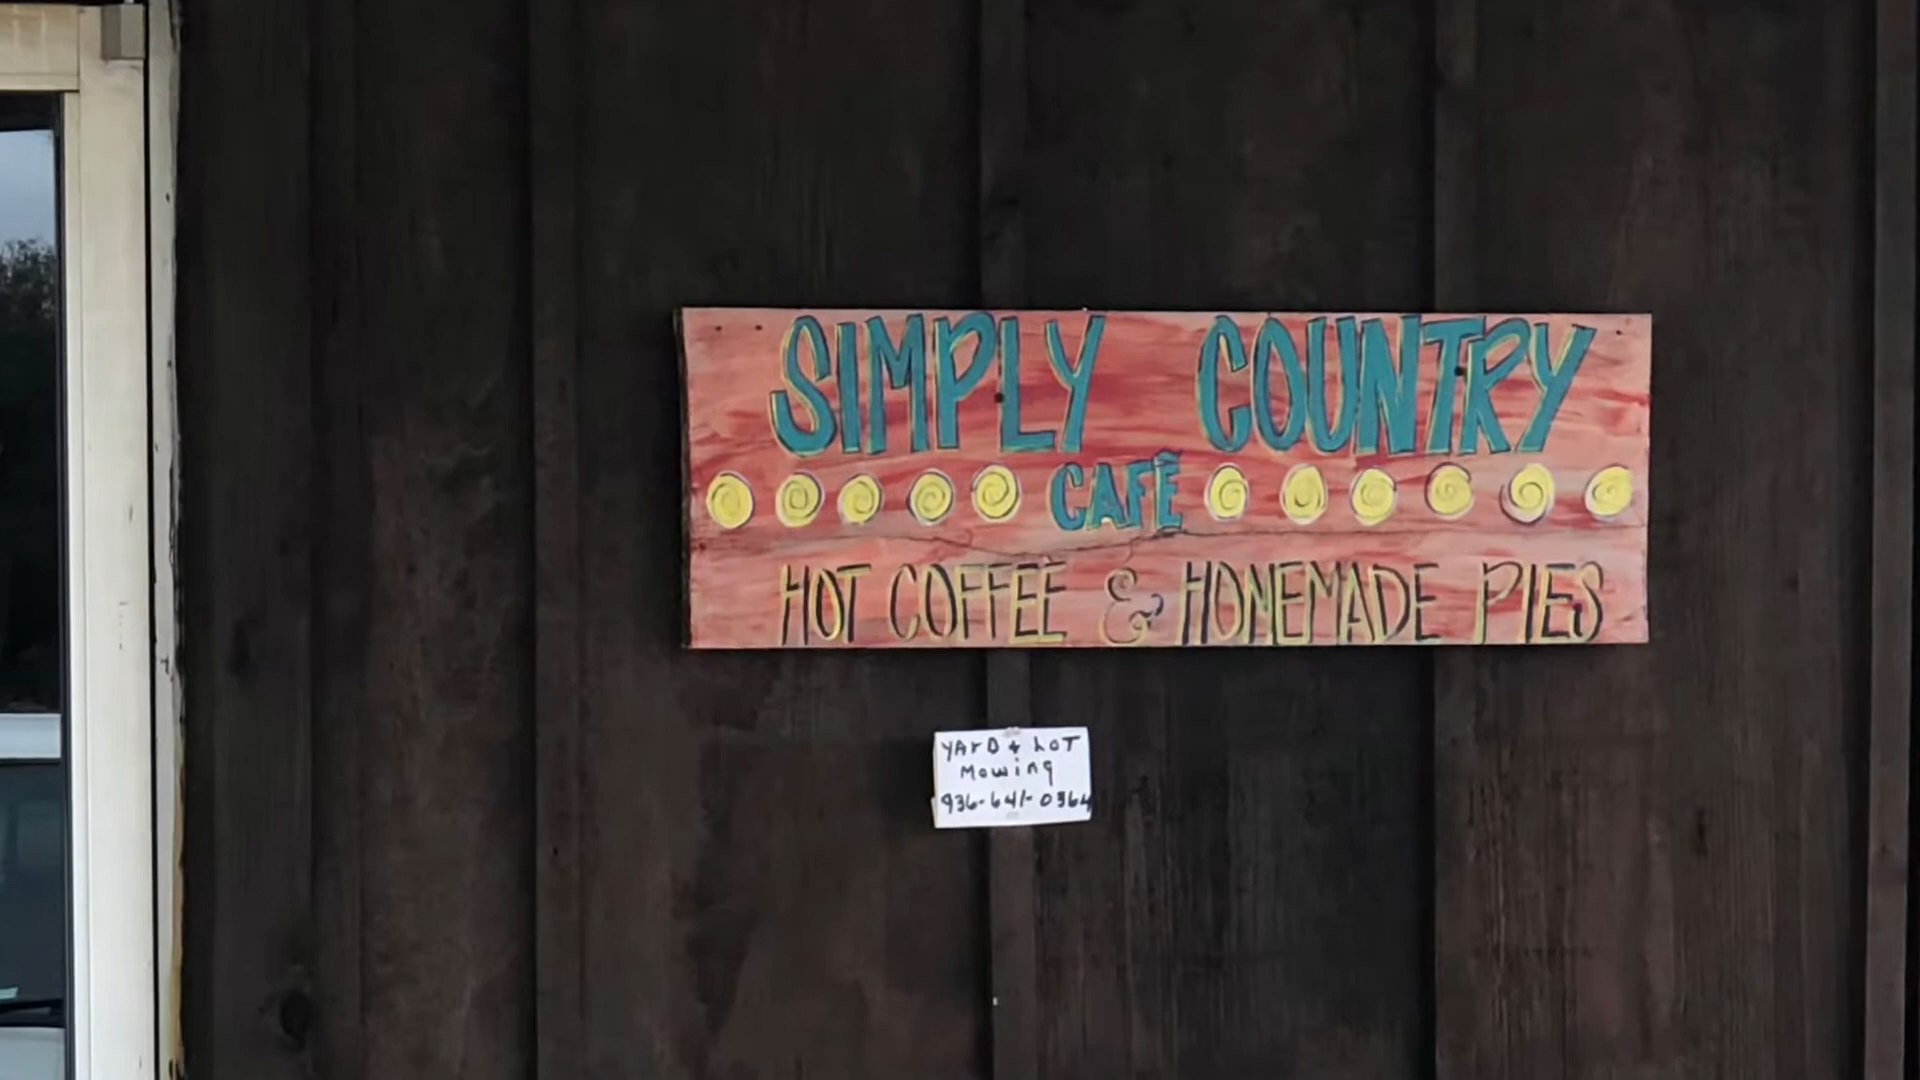 SIMPLY COUNTRY
CAFÉ
HOT COFFEE & HOMEMADE PIES
YArD + LOT
Mowing
936-641-0364